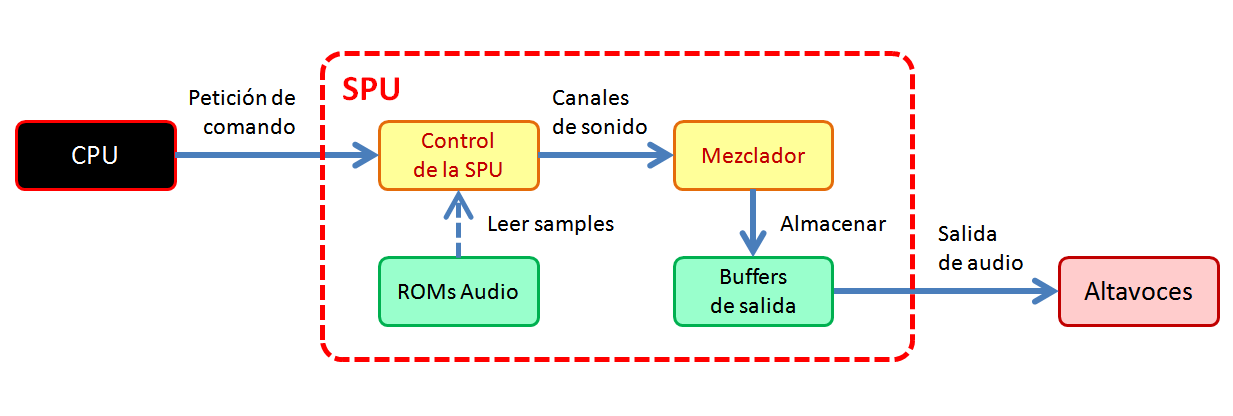 SPU
Petición de
comando
Canales
de sonido
CPU
Control
de la SPU
Mezclador
Leer samples
Almacenar
Salida
de audio
ROMs Audio
Buffers
de salida
Altavoces